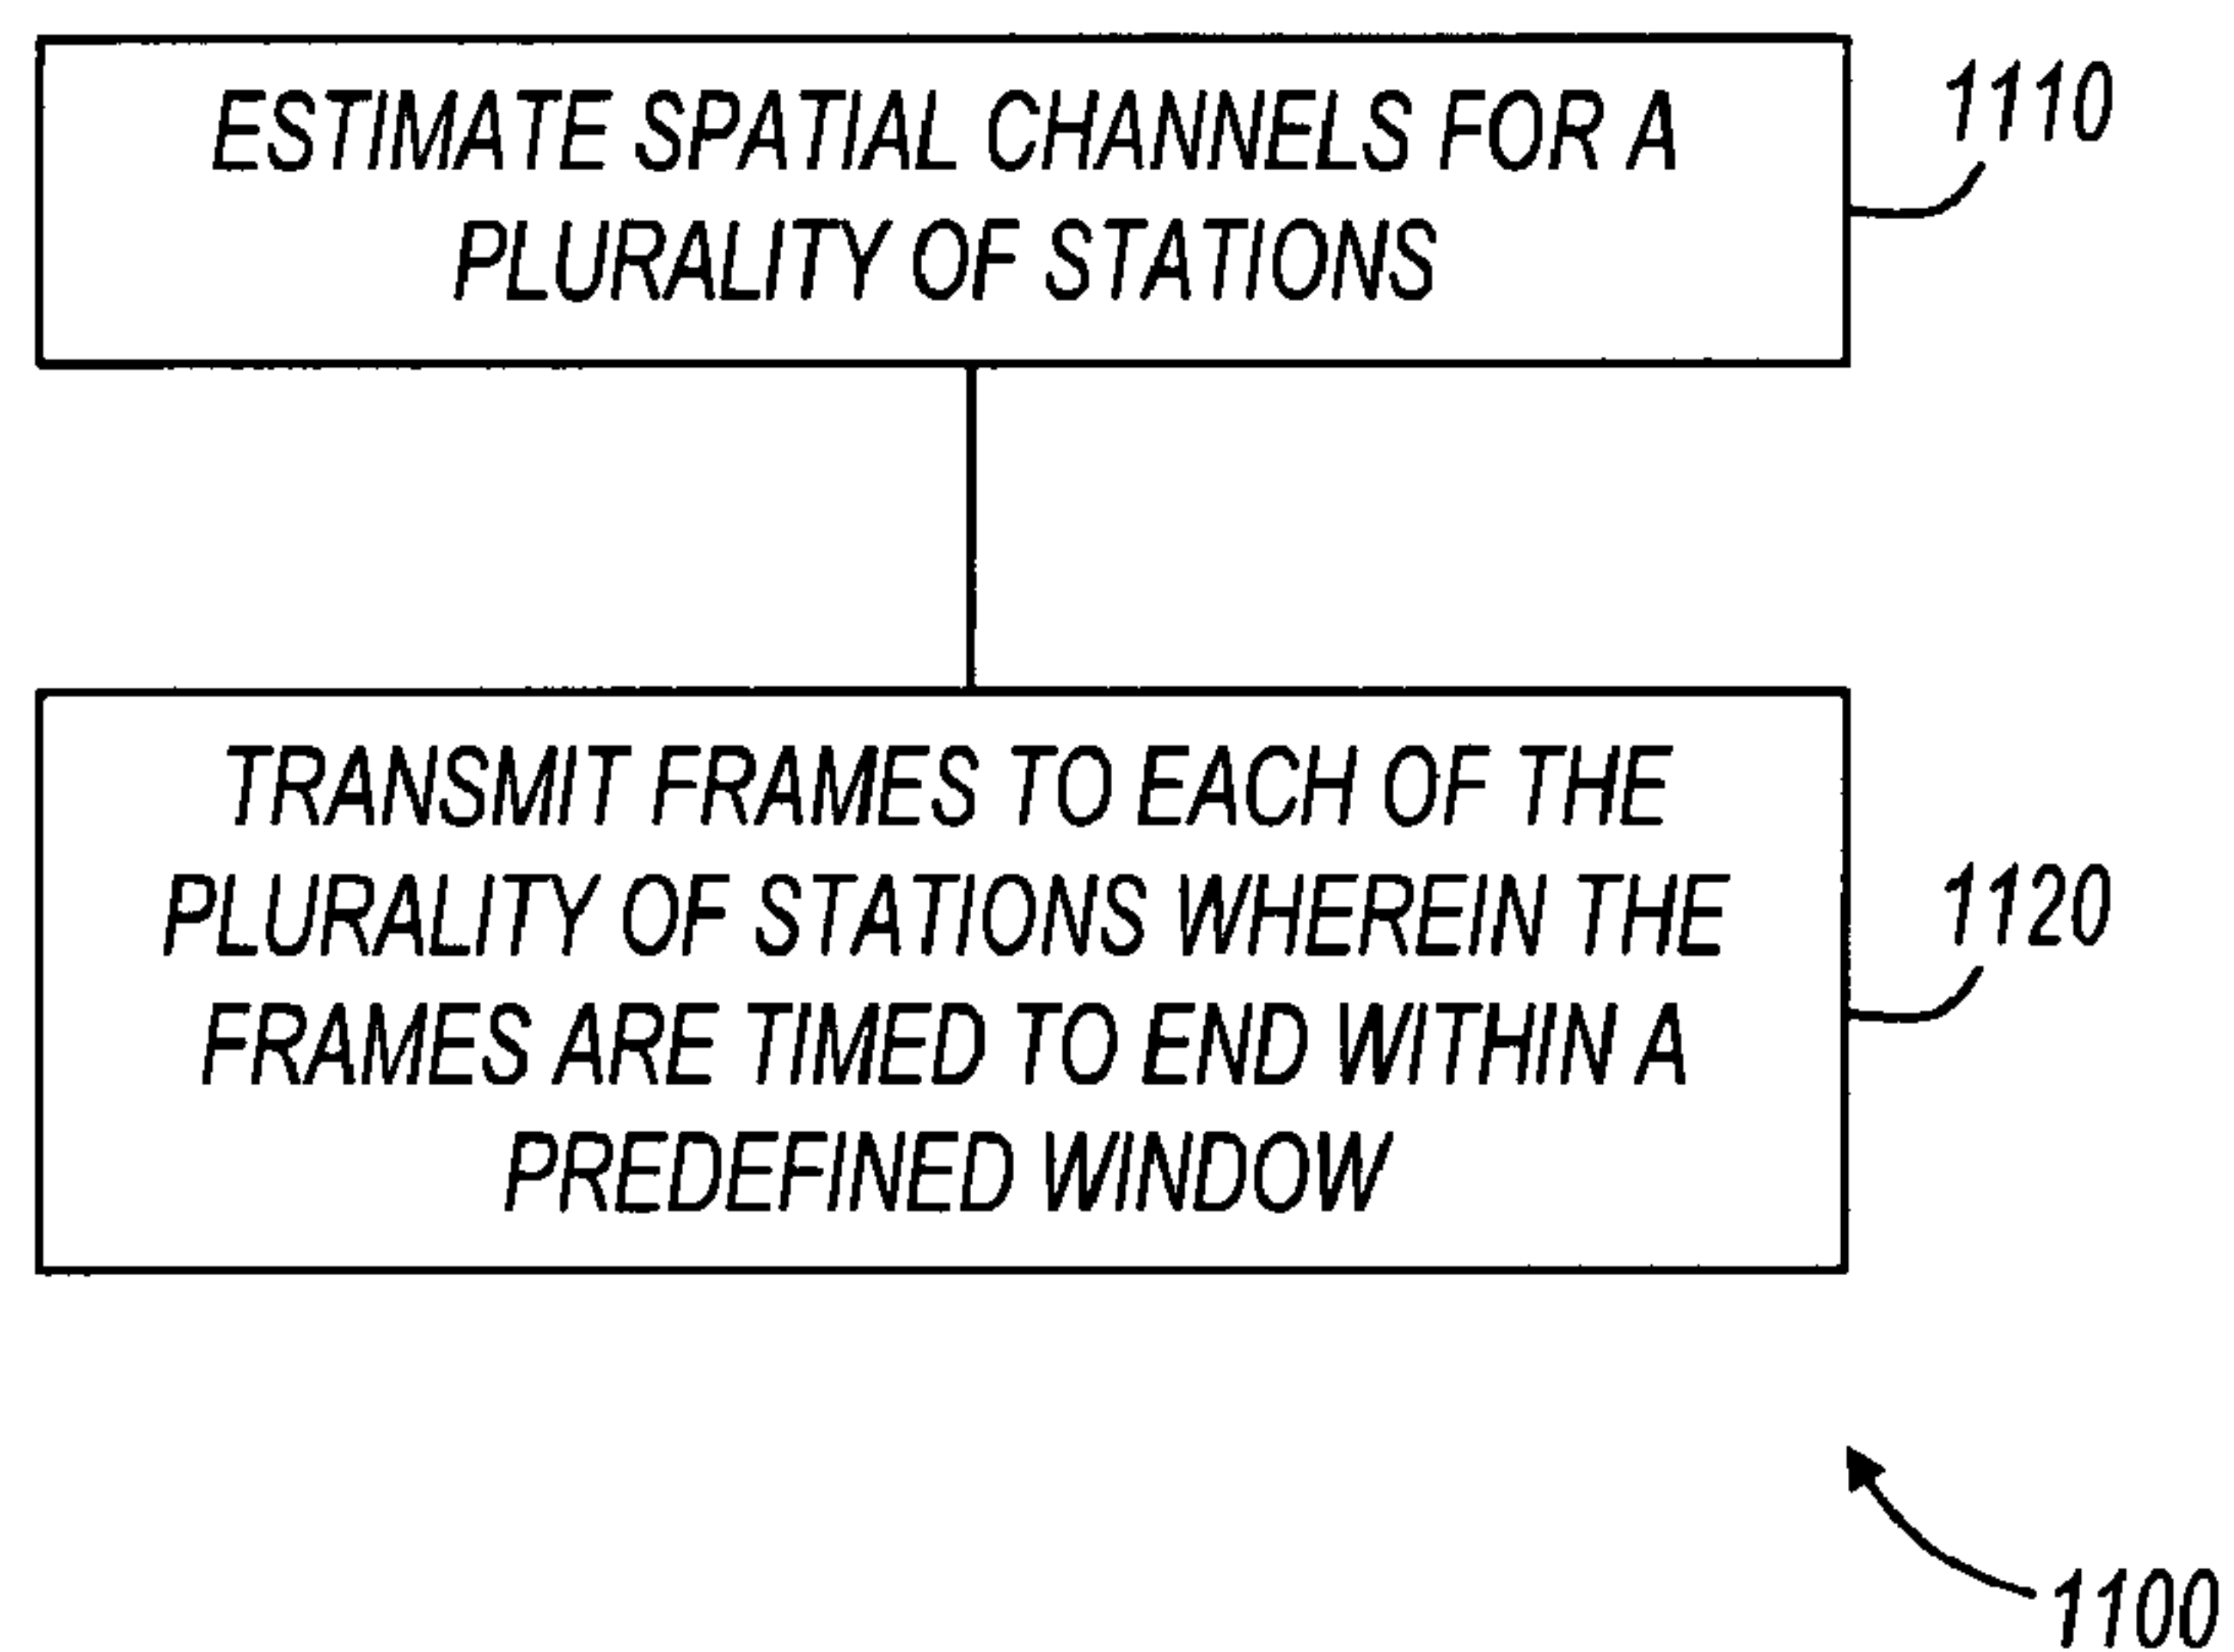 ESTIMATE SPATIAL CHANNELS FOR A
PLURALITY OF STATIONS
1110
TRANSMIT FRAMES TO EACH OF THE
PLURALITY OF STATIONS WHEREIN THE
FRAMES ARE TIMED TO END WITHIN A
PREDEFINED WINDOW
1120
1100